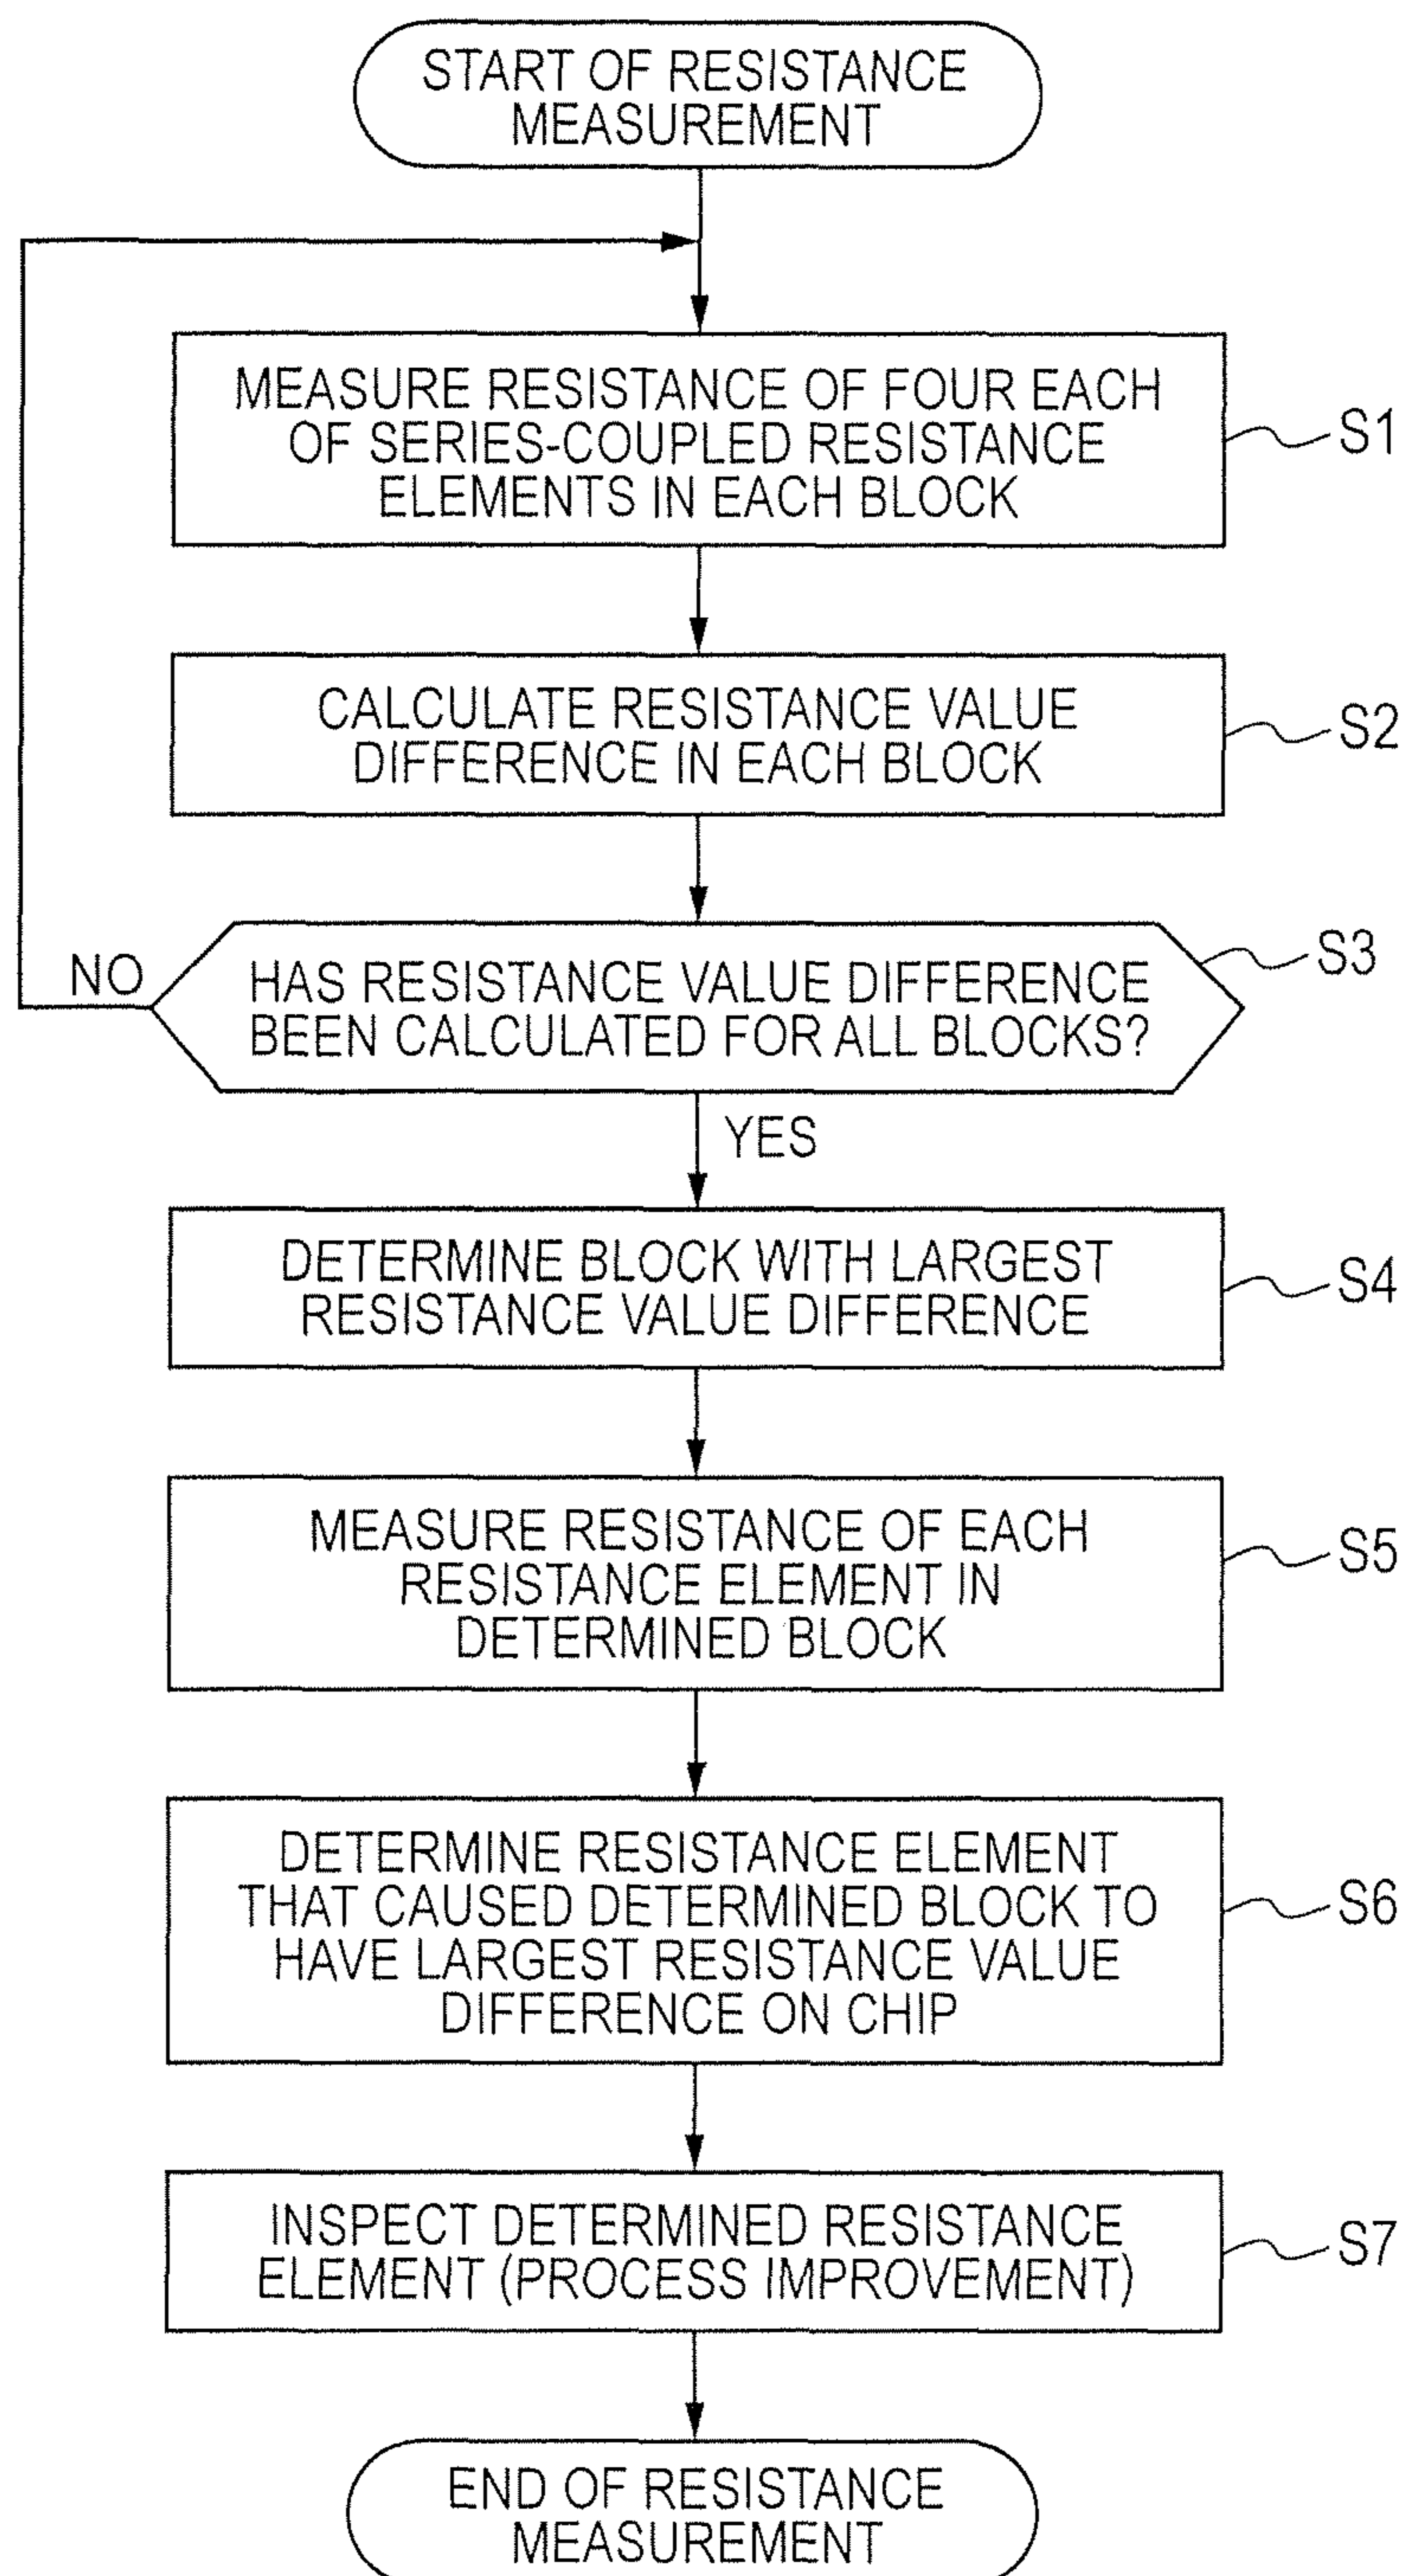 START OF RESISTANCE
MEASUREMENT
MEASURE RESISTANCE OF FOUR EACH
OF SERIES-COUPLED RESISTANCE
ELEMENTS IN EACH BLOCK
S1
CALCULATE RESISTANCE VALUE
DIFFERENCE IN EACH BLOCK
S2
NO
HAS RESISTANCE VALUE DIFFERENCE
BEEN CALCULATED FOR ALL BLOCKS?
S3
YES
DETERMINE BLOCK WITH LARGEST
RESISTANCE VALUE DIFFERENCE
S4
MEASURE RESISTANCE OF EACH
RESISTANCE ELEMENT IN
DETERMINED BLOCK
S5
DETERMINE RESISTANCE ELEMENT
THAT CAUSED DETERMINED BLOCK TO
HAVE LARGEST RESISTANCE VALUE
DIFFERENCE ON CHIP
S6
INSPECT DETERMINED RESISTANCE
ELEMENT (PROCESS IMPROVEMENT)
S7
END OF RESISTANCE
MEASUREMENT